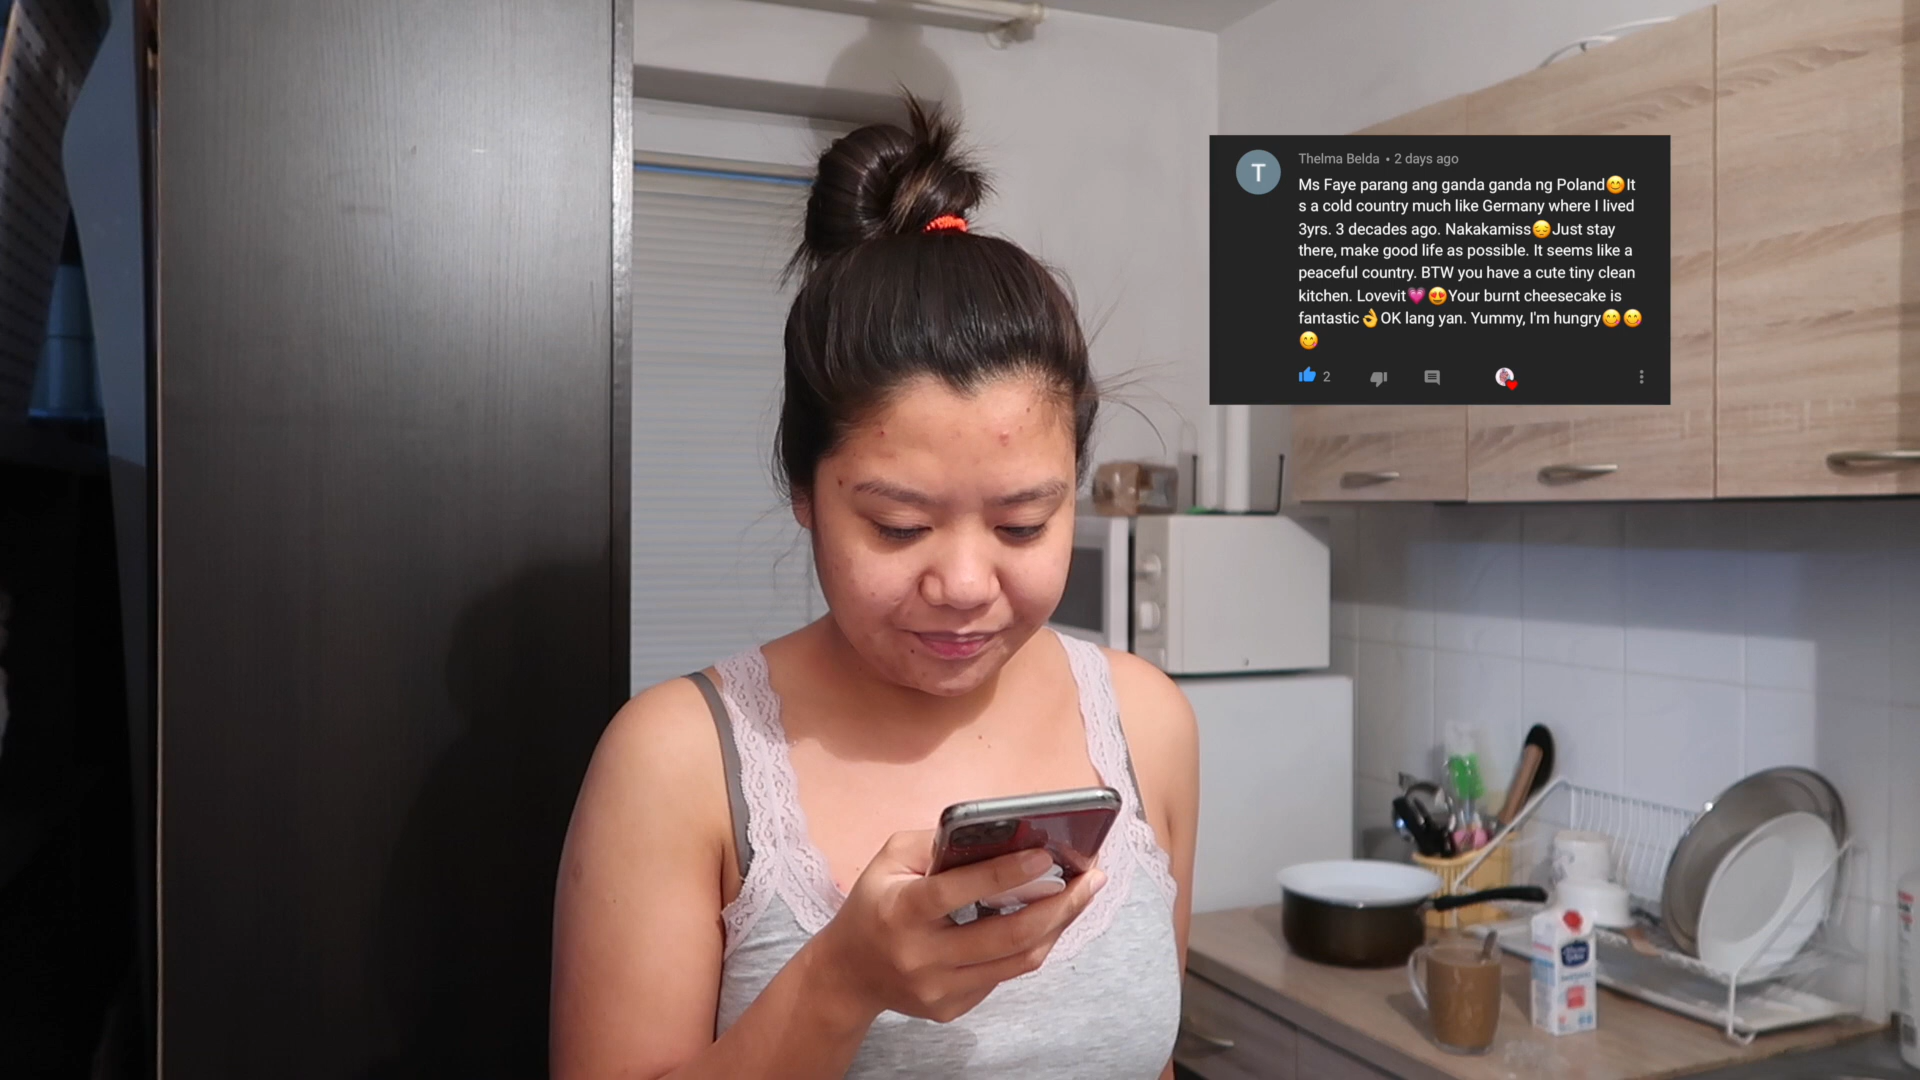 T
Thelma Belda • 2 days ago
Ms Faye parang ang ganda ganda ng Poland😊It
s a cold country much like Germany where I lived
3yrs. 3 decades ago. Nakakamiss😔Just stay
there, make good life as possible. It seems like a
peaceful country. BTW you have a cute tiny clean
kitchen. Lovevit💗😍Your burnt cheesecake is
fantastic👌OK lang yan. Yummy, I'm hungry😋😋
😋
2